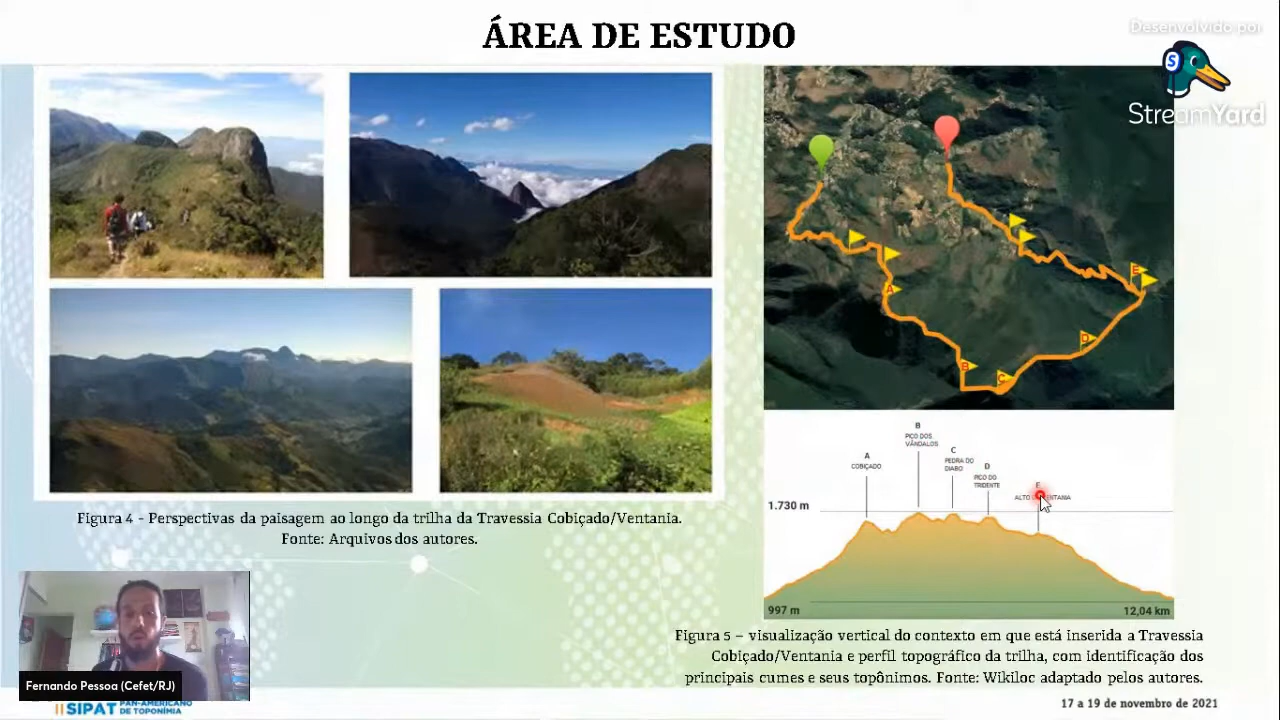 ÁREA DE ESTUDO
Desenvolvido por
StreamYard
S
E
A
D
B
C
A
COBIÇADO
B
PICO DOS
VÂNDALOS
C
PEDRA DO
DIABO
D
PICO DO
TRIDENTE
E
ALTO
1.730 m
997 m
12,04 km
Figura 4 - Perspectivas da paisagem ao longo da trilha da Travessia Cobiçado/Ventania.
Fonte: Arquivos dos autores.
Figura 5 – visualização vertical do contexto em que está inserida a Travessia
Cobiçado/Ventania e perfil topográfico da trilha, com identificação dos
principais cumes e seus topônimos. Fonte: Wikiloc adaptado pelos autores.
Fernando Pessoa (Cefet/RJ)
II SIPAT
PAN-AMERICANO
DE TOPONÍMIA
17 a 19 de novembro de 2021